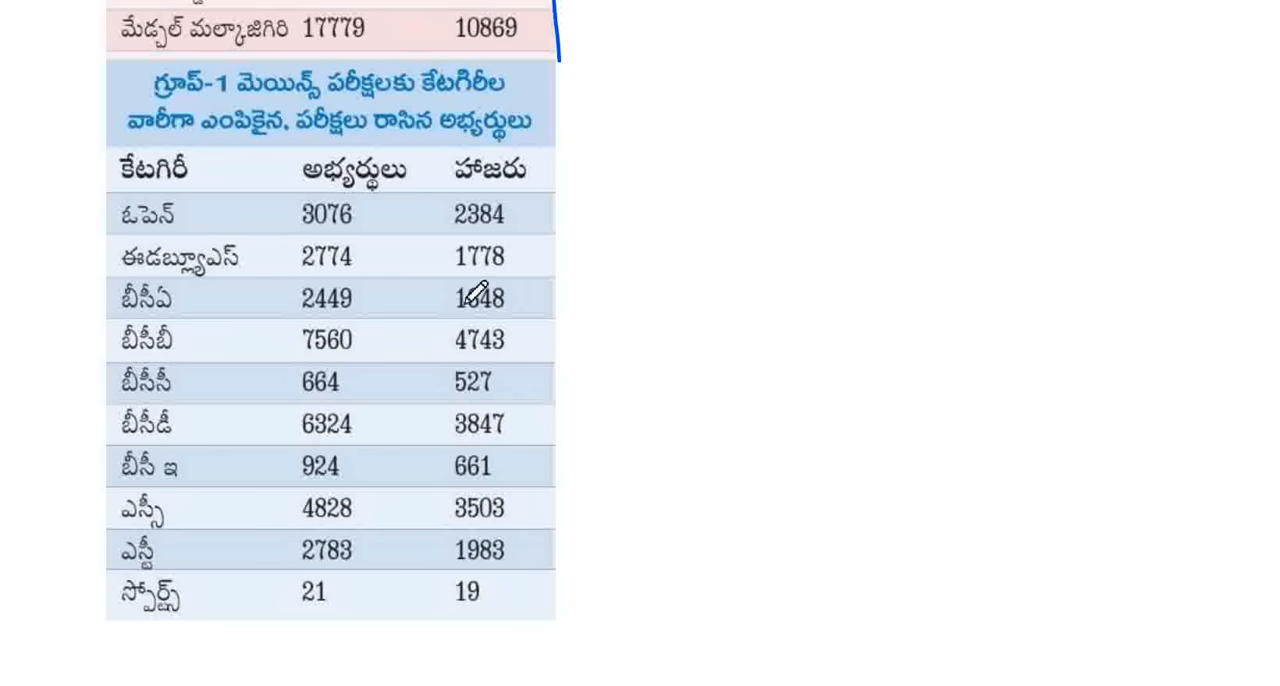 మేడ్చల్ మల్కాజిగిరి 17779 10869
గ్రూప్-1 మెయిన్స్ పరీక్షలకు కేటగిరీల
వారీగా ఎంపికైన, పరీక్షలు రాసిన అభ్యర్థులు
కేటగిరీ అభ్యర్థులు హాజరు
ఓపెన్ 3076 2384
ఈడబ్ల్యూఎస్ 2774 1778
బీసీఏ 2449
బీసీబీ 7560 4743
బీసీసీ 664 527
బీసీడీ 6324 3847
బీసీ ఇ 924 661
ఎస్సీ 4828 3503
ఎస్టీ 2783 1983
స్పోర్ట్స్ 21 19